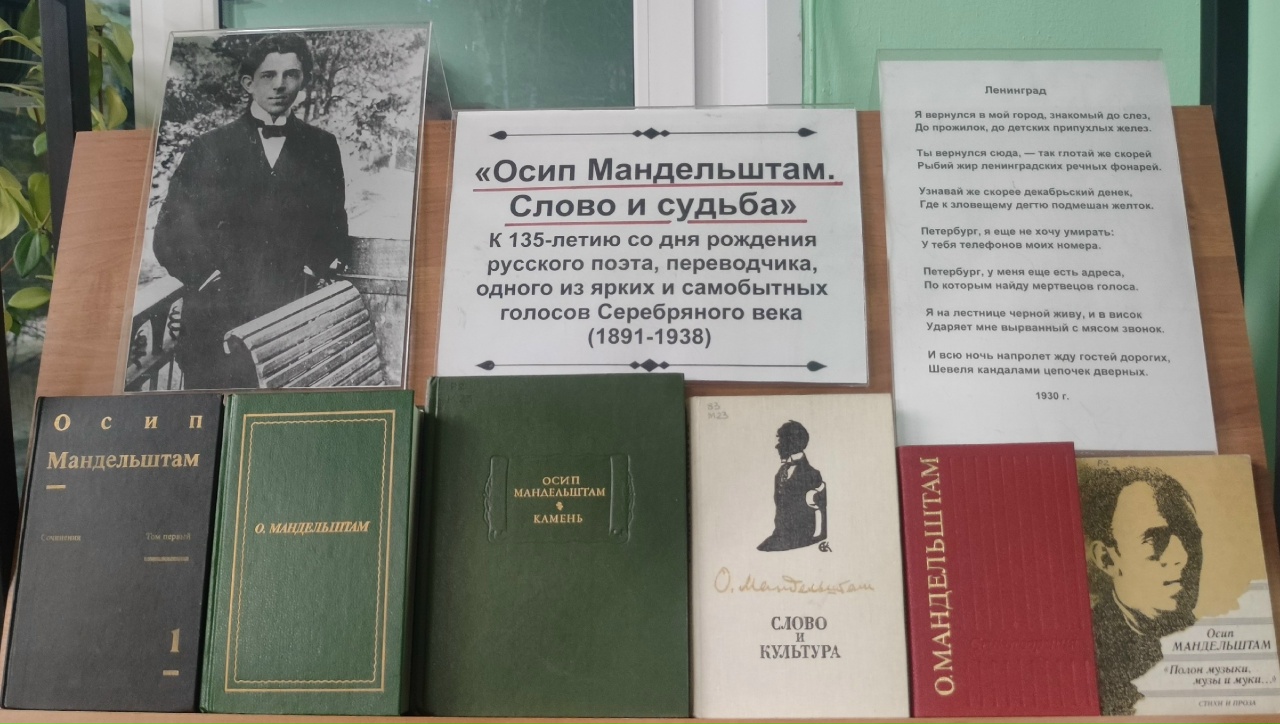 «Осип Мандельштам.
Слово и судьба»
К 135-летию со дня рождения
русского поэта, переводчика,
одного из ярких и самобытных
голосов Серебряного века
(1891-1938)
Ленинград
Я вернулся в мой город, знакомый до слез,
До прожилок, до детских припухлых желез.
Ты вернулся сюда, — так глотай же скорей
Рыбий жир ленинградских речных фонарей.
Узнавай же скорее декабрьский денек,
Где к зловещему дегтю подмешан желток.
Петербург, я еще не хочу умирать:
У тебя телефонов моих номера.
Петербург, у меня еще есть адреса,
По которым найду мертвецов голоса.
Я на лестнице черной живу, и в висок
Ударяет мне вырванный с мясом звонок.
И всю ночь напролет жду гостей дорогих,
Шевеля кандалами цепочек дверных.
1930 г.
Осип
Мандельштам
Сочинения Том первый
1
О. МАНДЕЛЬШТАМ
ОСИП
МАНДЕЛЬШТАМ
КАМЕНЬ
О. Мандельштам
СЛОВО
И
КУЛЬТУРА
О. МАНДЕЛЬШТАМ
Осип
МАНДЕЛЬШТАМ
«Полон музыки,
музы и муки...»
СТИХИ И ПРОЗА